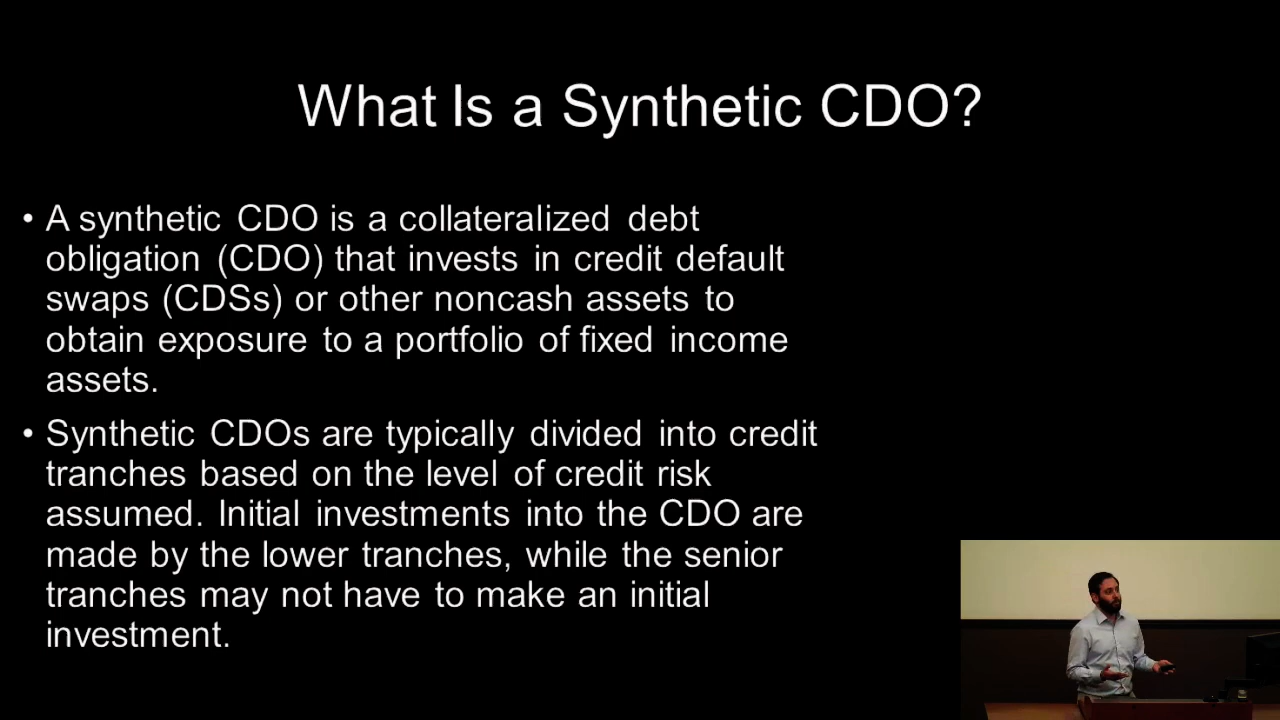 What Is a Synthetic CDO?
• A synthetic CDO is a collateralized debt
obligation (CDO) that invests in credit default
swaps (CDSs) or other noncash assets to
obtain exposure to a portfolio of fixed income
assets.
• Synthetic CDOs are typically divided into credit
tranches based on the level of credit risk
assumed. Initial investments into the CDO are
made by the lower tranches, while the senior
tranches may not have to make an initial
investment.